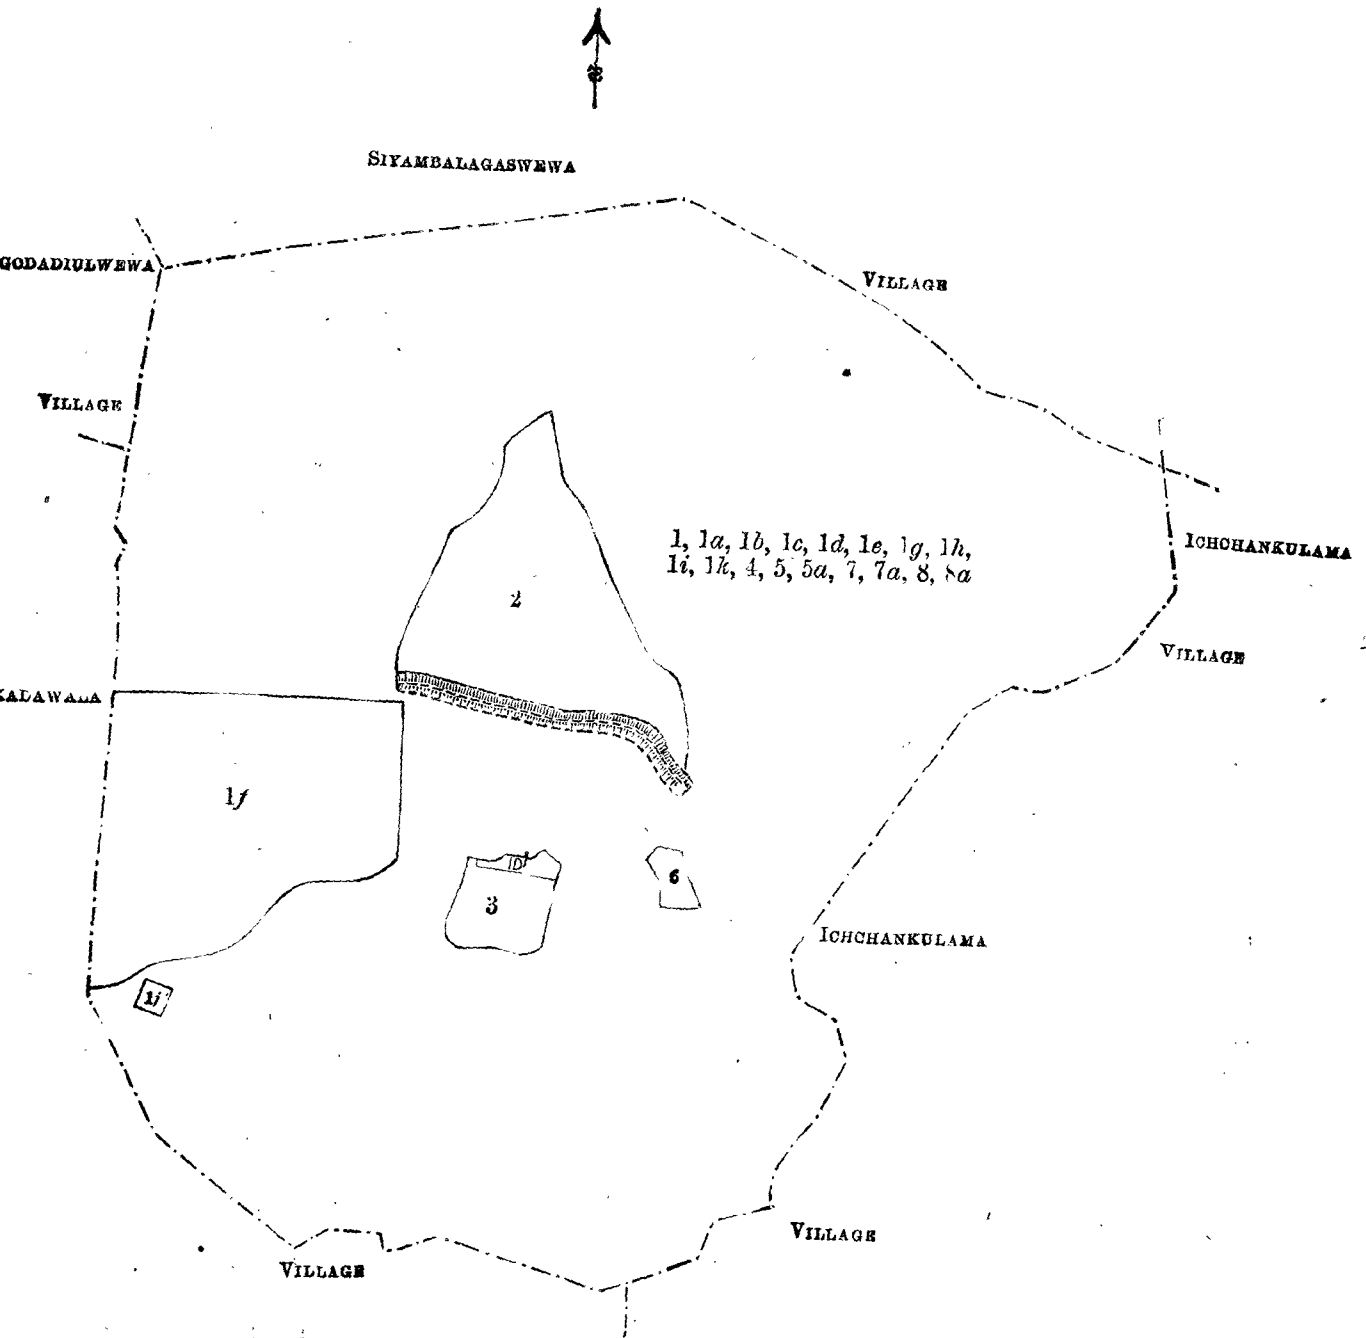 SIYAMBALAGASWEWA
GODADIULWEWA
VILLAGE
VILLAGE
1, 1a, 1b, 1c, 1d, 1e, 1g, 1h,
1i, 1k, 4, 5, 5a, 7, 7a, 8, 8a
ICHCHANKULAMA
2
VILLAGE
KADAWALA
1f
D
6
3
ICHCHANKULAMA
1j
VILLAGE
VILLAGE